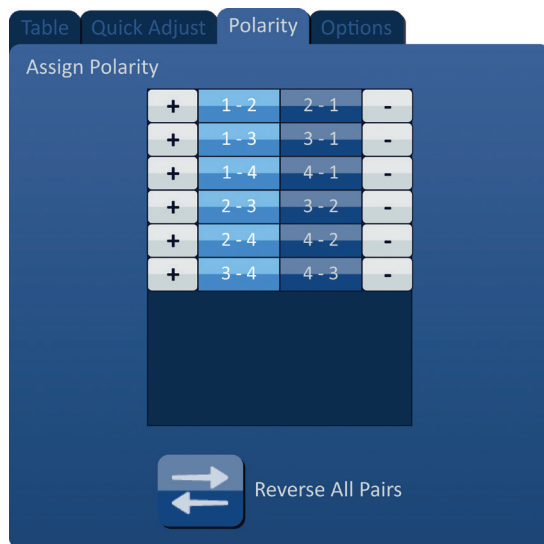 Table Quick Adjust Polarity Options
Assign Polarity
+ 1 - 2 2 - 1 -
+ 1 - 3 3 - 1 -
+ 1 - 4 4 - 1 -
+ 2 - 3 3 - 2 -
+ 2 - 4 4 - 2 -
+ 3 - 4 4 - 3 -
Reverse All Pairs